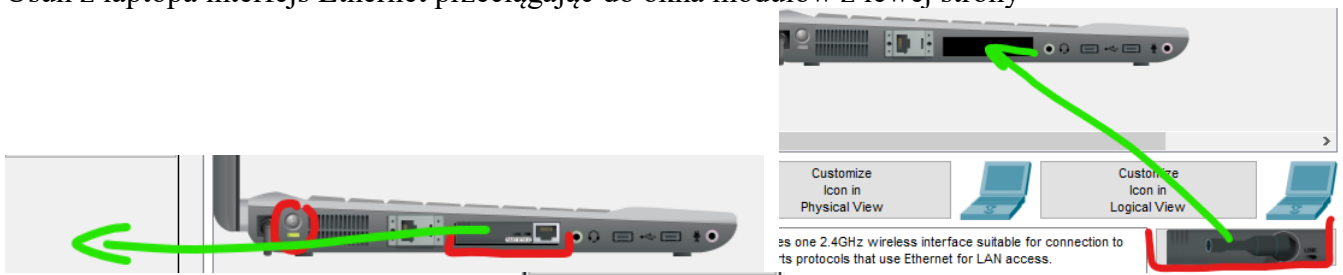 Usuń z laptopa interfejs Ethernet przeciągając do okna modułów z lewej strony
Customize
Icon in
Physical View
Customize
Icon in
Logical View
es one 2.4GHz wireless interface suitable for connection to
rts protocols that use Ethernet for LAN access.
LINK